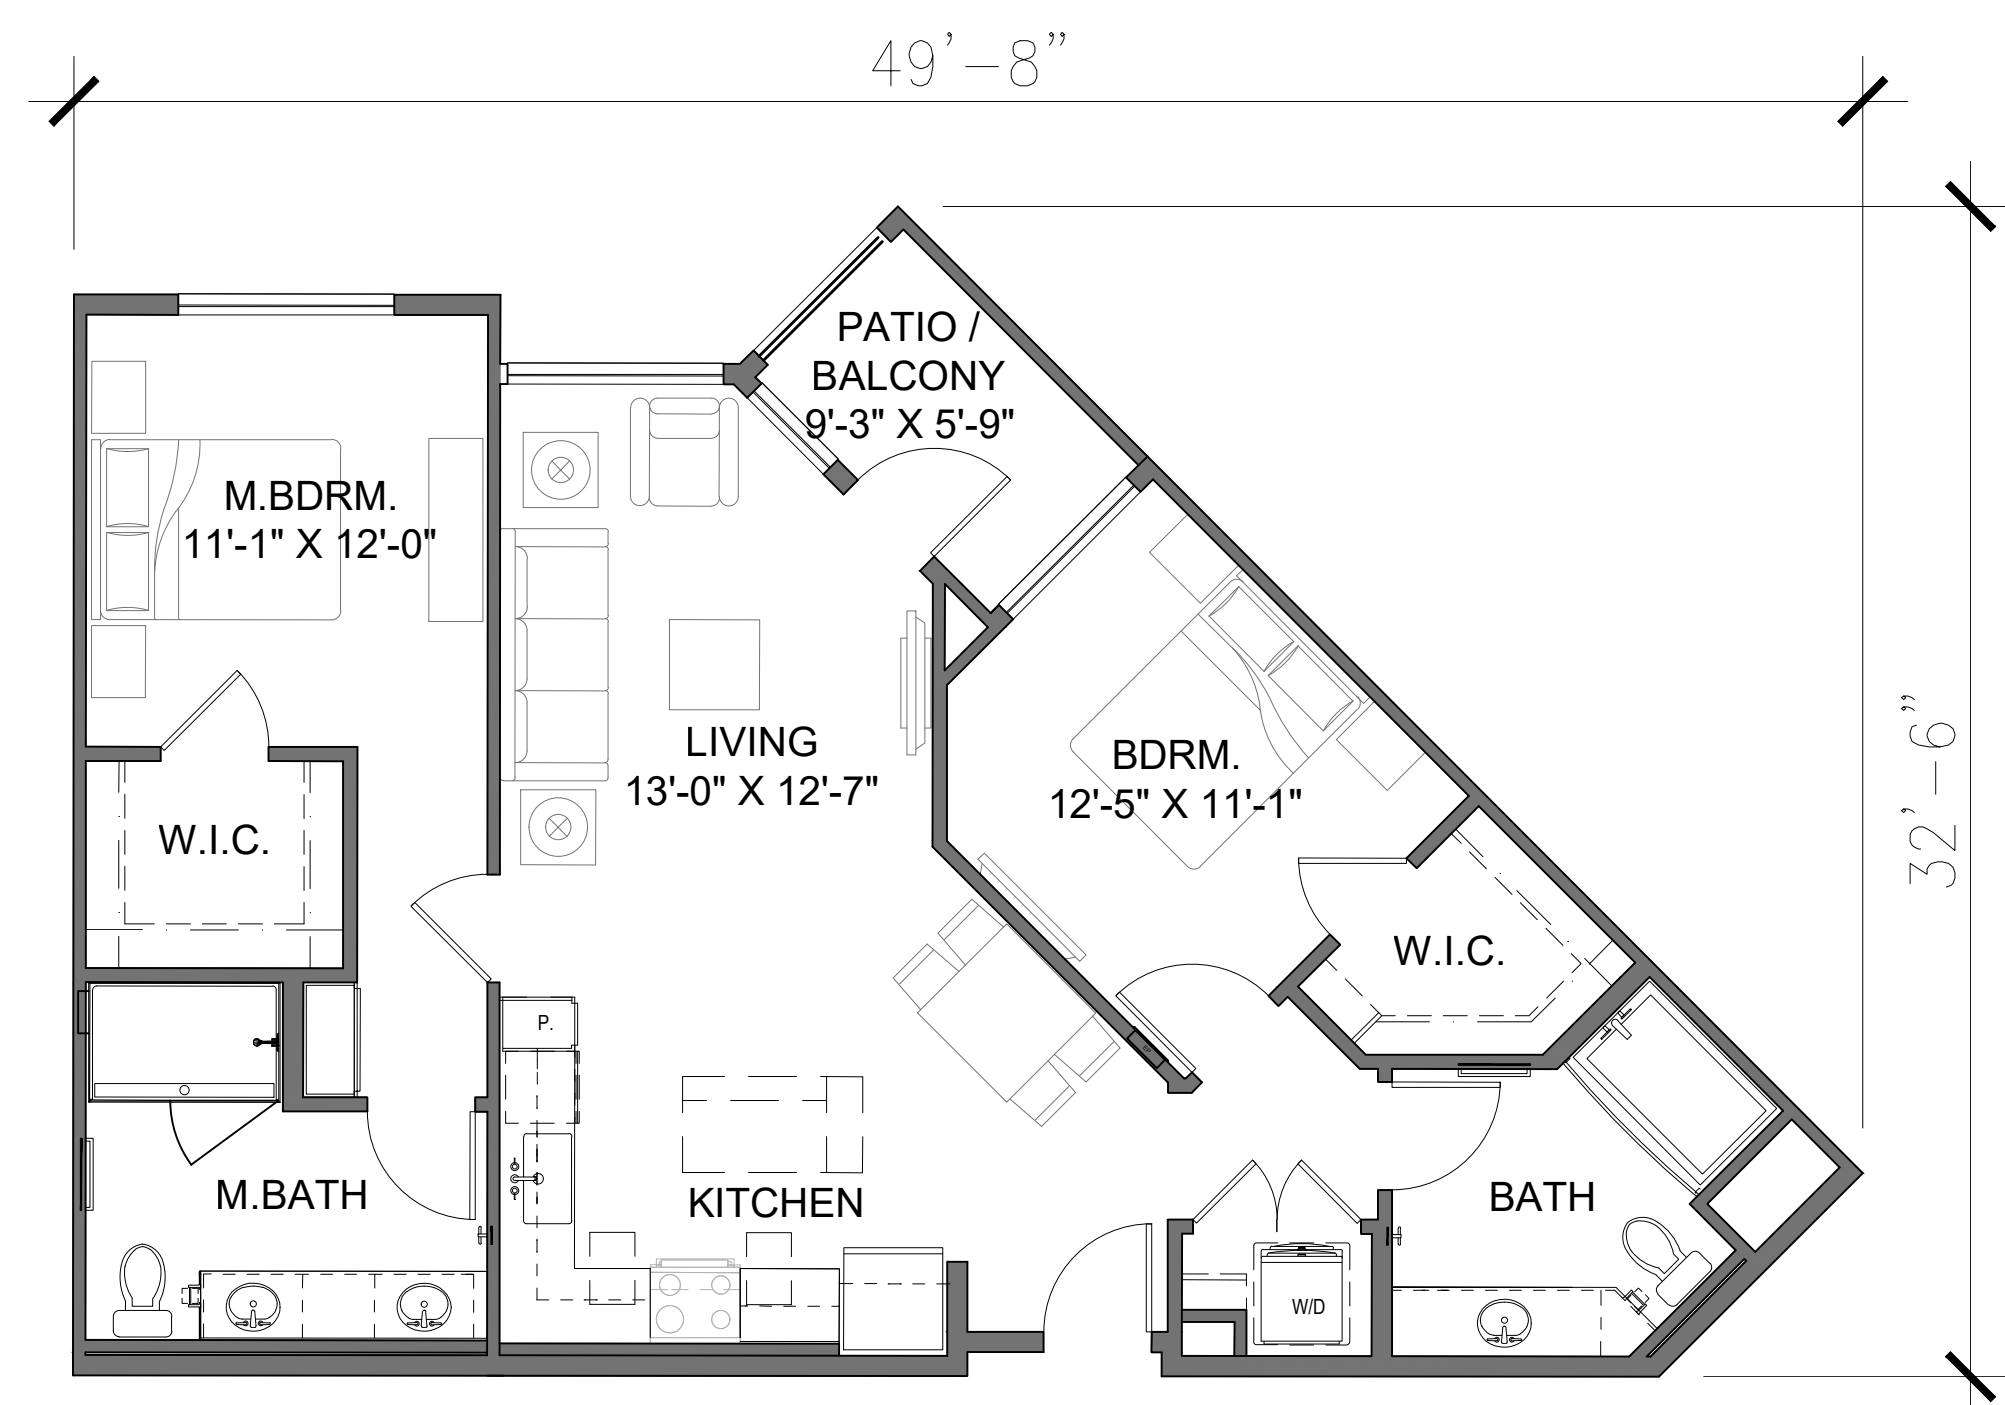 49'-8"
PATIO /
BALCONY
9'-3" X 5'-9"
M.BDRM.
11'-1" X 12'-0"
LIVING
13'-0" X 12'-7"
BDRM.
12'-5" X 11'-1"
32'-6"
W.I.C.
W.I.C.
P.
EP
M.BATH
KITCHEN
BATH
W/D